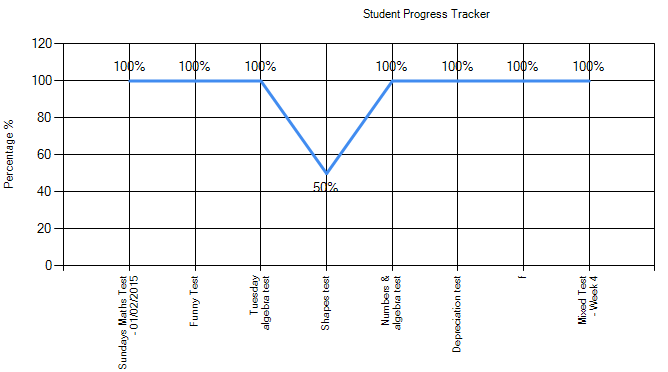 Student Progress Tracker
Percentage %
120
100
80
60
40
20
0
100%
100%
100%
50%
100%
100%
100%
100%
Sundays Maths Test
- 01/02/2015
Funny Test
Tuesday
algebra test
Shapes test
Numbers &
algebra test
Depreciation test
f
Mixed Test
- Week 4